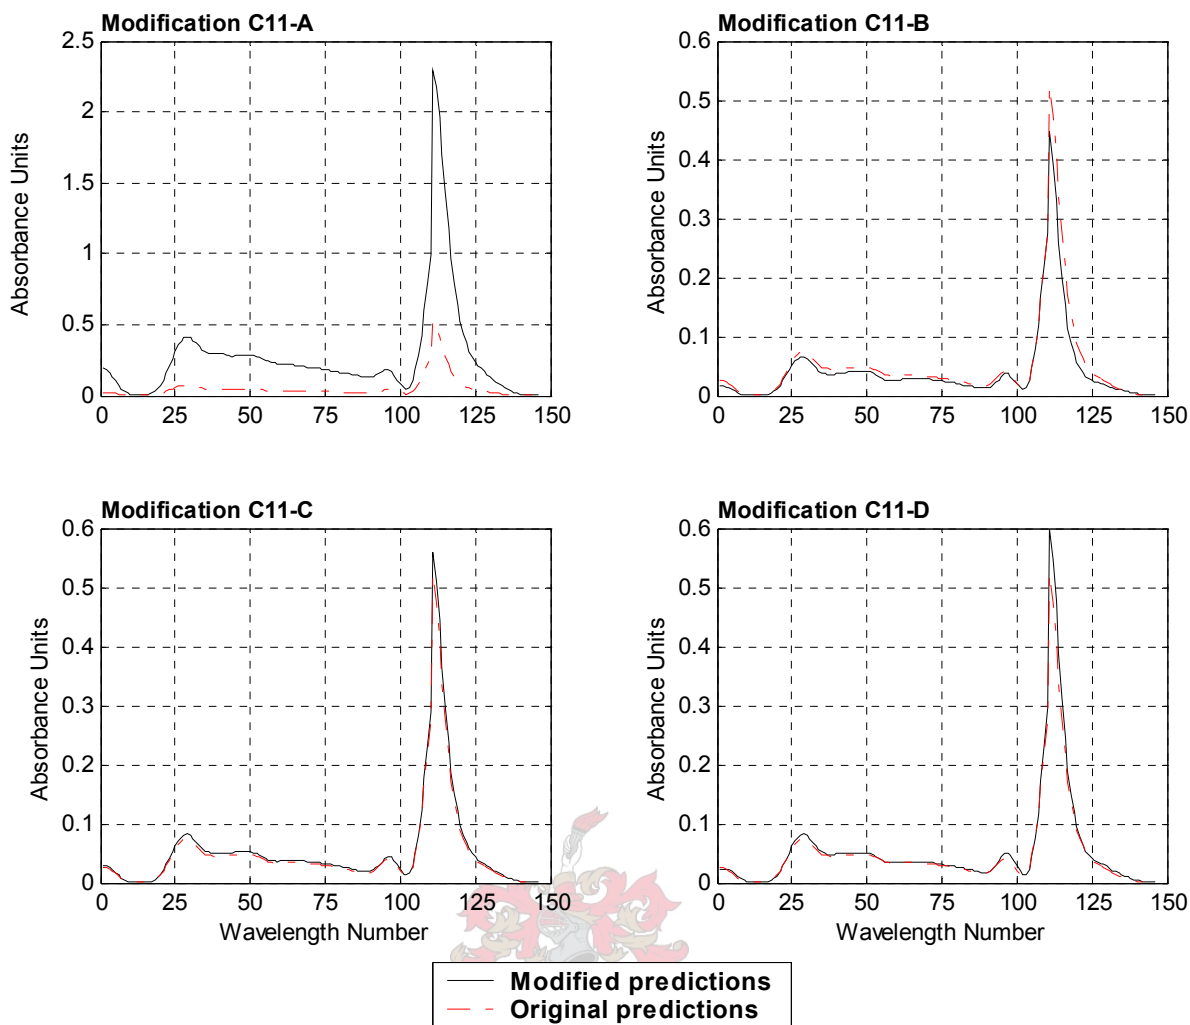 Modification C11-A
2.5
2
1.5
1
0.5
0
0 25 50 75 100 125 150
Absorbance Units
Modification C11-B
0.6
0.5
0.4
0.3
0.2
0.1
0
0 25 50 75 100 125 150
Absorbance Units
Modification C11-C
0.6
0.5
0.4
0.3
0.2
0.1
0
0 25 50 75 100 125 150
Absorbance Units
Wavelength Number
Modification C11-D
0.6
0.5
0.4
0.3
0.2
0.1
0
0 25 50 75 100 125 150
Absorbance Units
Wavelength Number
Modified predictions
Original predictions